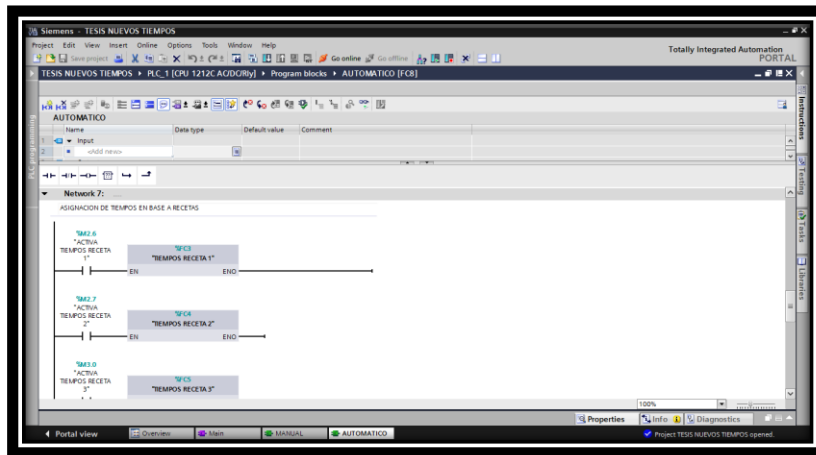 Siemens - TESIS NUEVOS TIEMPOS
Project Edit View Insert Online Options Tools Window Help
Save project Go online Go offline
Totally Integrated Automation
PORTAL
TESIS NUEVOS TIEMPOS PLC_1 [CPU 1212C AC/DC/Rly] Program blocks AUTOMATICO [FC8]
AUTOMATICO
Name Data type Default value Comment
1 Input
2 <Add new>
Network 7: ....
ASIGNACION DE TIEMPOS EN BASE A RECETAS
%M2.6
"ACTIVA
TIEMPOS RECETA
1"
%FC3
"TIEMPOS RECETA 1"
EN ENO
%M2.7
"ACTIVA
TIEMPOS RECETA
2"
%FC4
"TIEMPOS RECETA 2"
EN ENO
%M3.0
"ACTIVA
TIEMPOS RECETA
3"
%FC5
"TIEMPOS RECETA 3"
100%
Properties Info Diagnostics
Portal view Overview Main MANUAL AUTOMATICO
Project TESIS NUEVOS TIEMPOS opened.
PLC programming
Instructions
Testing
Tasks
Libraries